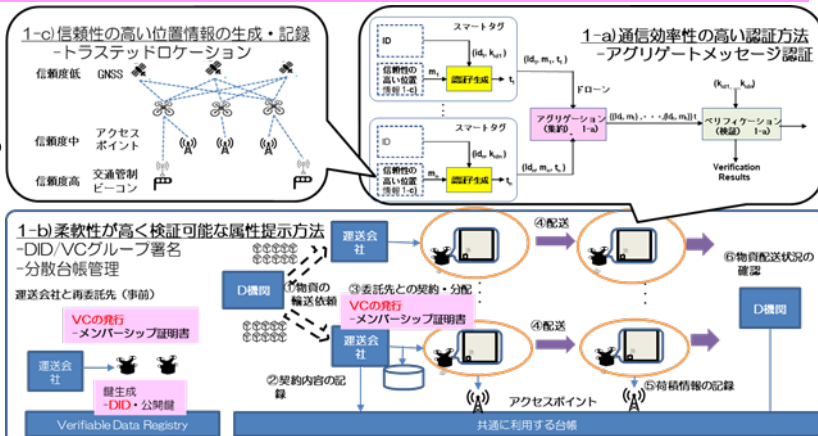 1-c)信頼性の高い位置情報の生成・記録
-トラステッドロケーション
信頼度低 GNSS
信頼度中 アクセス
ポイント
信頼度高 交通管制
ビーコン
1-a)通信効率性の高い認証方法
-アグリゲートメッセージ認証
スマートタグ
ID
(id₁, k_id1)
信頼性の
高い位置
情報 1-c)
m₁
認証子生成
t₁
(id₁, m₁, t₁)
ドローン
スマートタグ
ID
(idₙ, k_idn)
信頼性の
高い位置
情報 1-c)
mₙ
認証子生成
tₙ
(idₙ, mₙ, tₙ)
アグリゲーション
(集約) 1-a)
ベリフィケーション
(検証) 1-a)
Verification
Results
1-b)柔軟性が高く検証可能な属性提示方法
-DID/VCグループ署名
-分散台帳管理
運送会社と再委託先(事前)
VCの発行
-メンバーシップ証明書
運送会
社
鍵生成
-DID・公開鍵
Verifiable Data Registry
D機関
①物資の
輸送依頼
運送会
社
③委託先との契約・分配
VCの発行
-メンバーシップ証明書
運送会
社
②契約内容の記
録
④配送
④配送
アクセスポイント
⑤荷積情報の記録
⑥物資配送状況の
確認
D機関
共通に利用する台帳